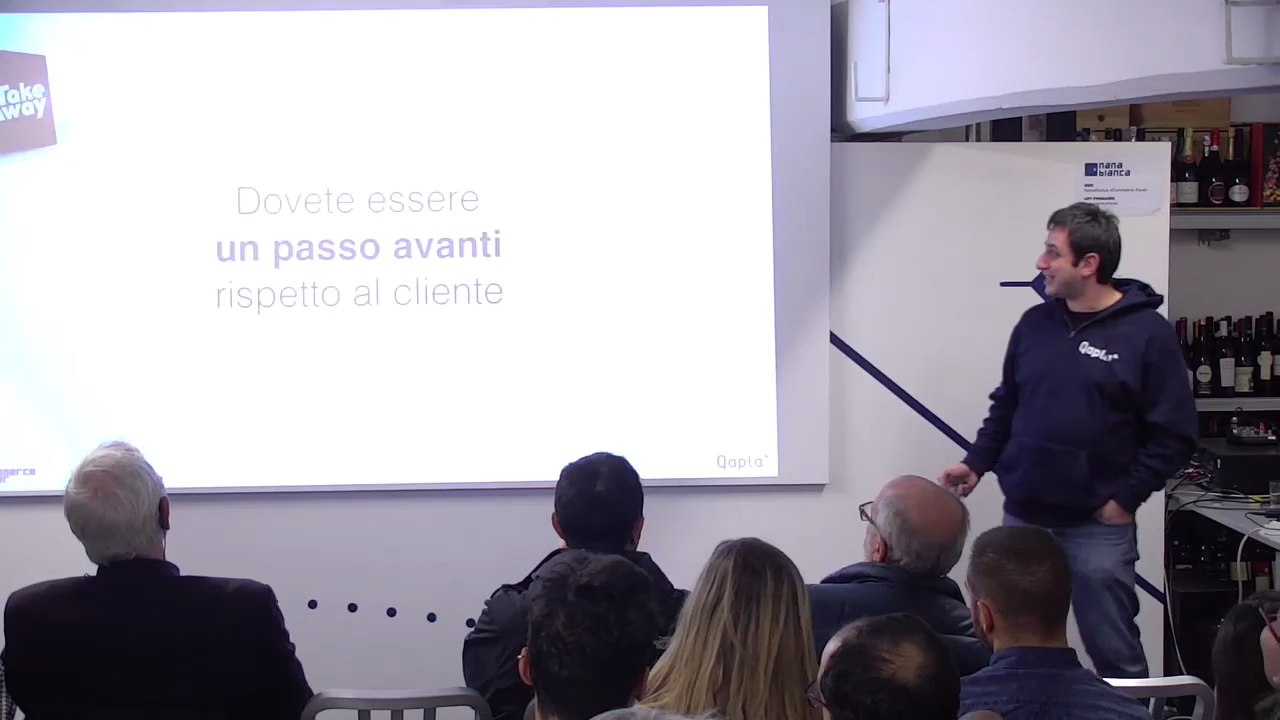 Take
Away
Dovete essere
un passo avanti
rispetto al cliente
Qapla'
nana
bianca
Qapla'